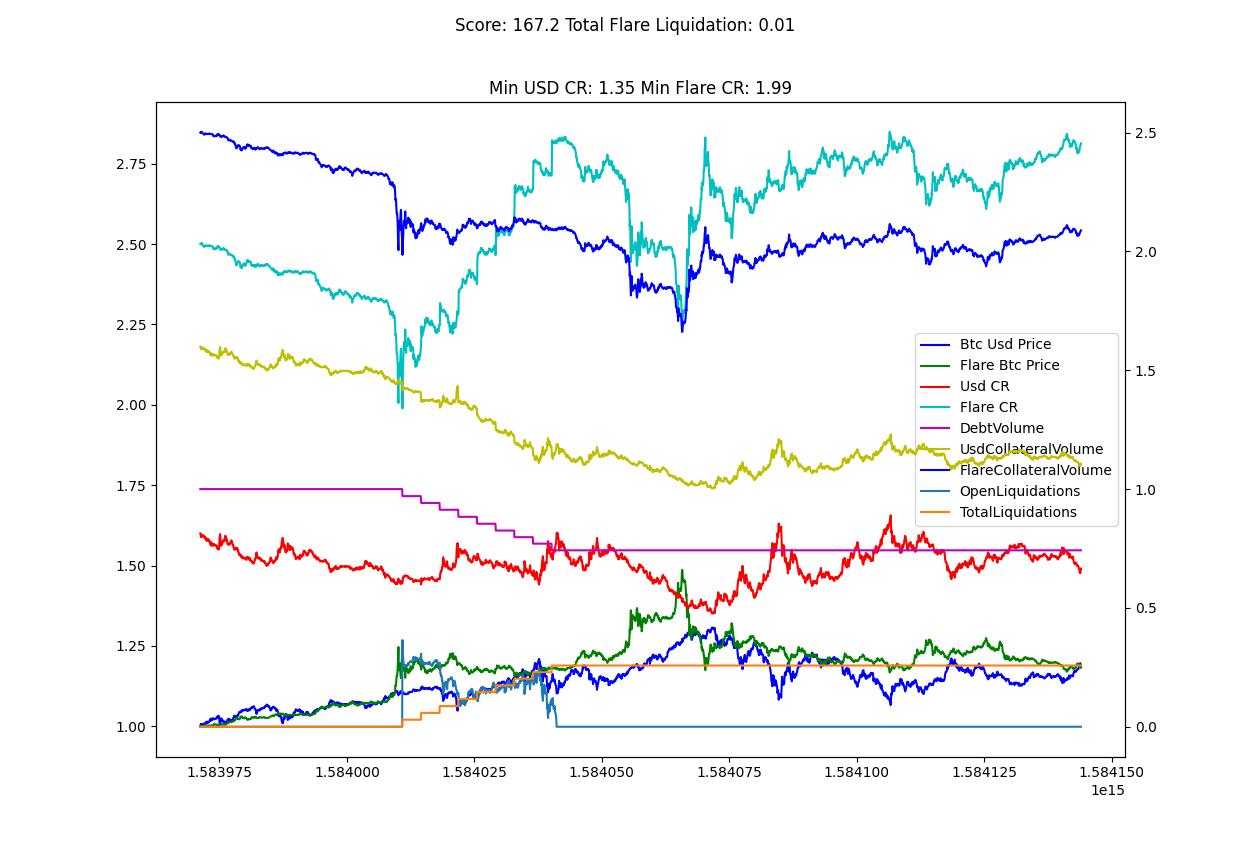 Score: 167.2 Total Flare Liquidation: 0.01
Min USD CR: 1.35 Min Flare CR: 1.99
2.75
2.50
2.25
2.00
1.75
1.50
1.25
1.00
2.5
2.0
1.5
1.0
0.5
0.0
Btc Usd Price
Flare Btc Price
Usd CR
Flare CR
DebtVolume
UsdCollateralVolume
FlareCollateralVolume
OpenLiquidations
TotalLiquidations
1.583975 1.584000 1.584025 1.584050 1.584075 1.584100 1.584125 1.584150
1e15